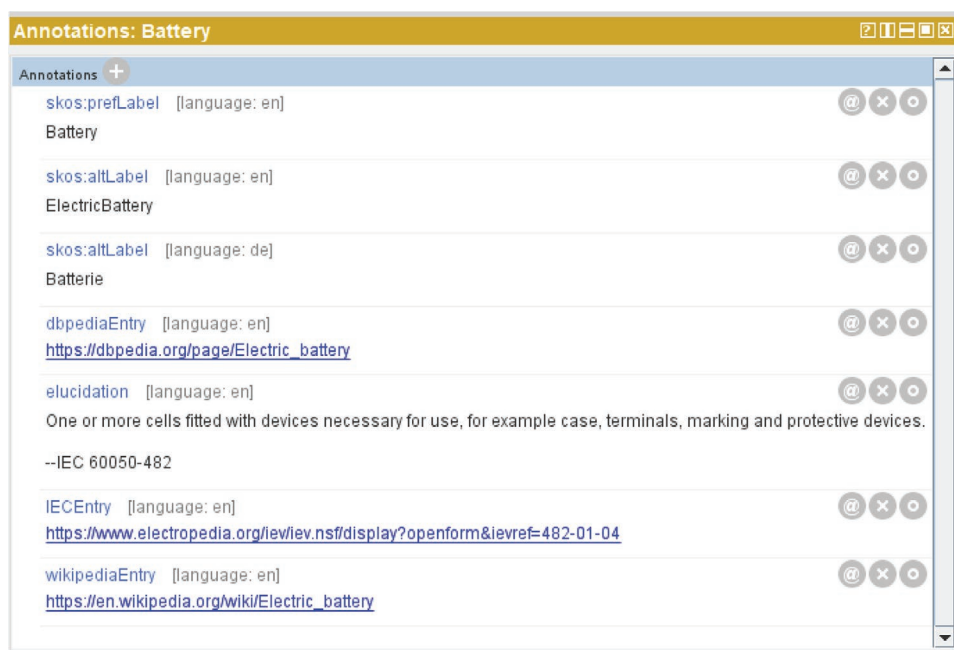 Annotations: Battery
Annotations
skos:prefLabel [language: en]
Battery
skos:altLabel [language: en]
ElectricBattery
skos:altLabel [language: de]
Batterie
dbpediaEntry [language: en]
https://dbpedia.org/page/Electric_battery
elucidation [language: en]
One or more cells fitted with devices necessary for use, for example case, terminals, marking and protective devices.
--IEC 60050-482
IECEntry [language: en]
https://www.electropedia.org/iev/iev.nsf/display?openform&ievref=482-01-04
wikipediaEntry [language: en]
https://en.wikipedia.org/wiki/Electric_battery